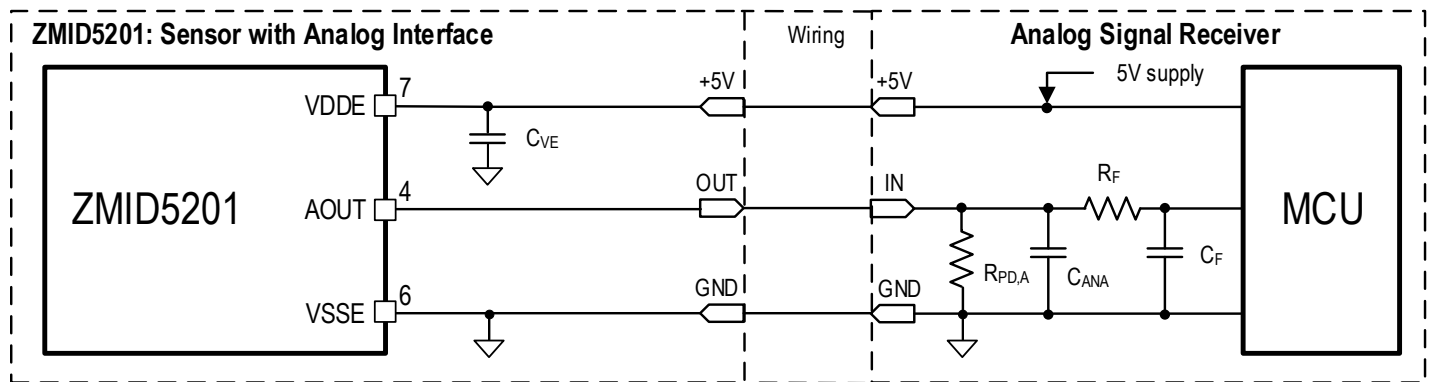 ZMID5201: Sensor with Analog Interface
Wiring
Analog Signal Receiver
7
VDDE
+5V
+5V
5V supply
CVE
ZMID5201
4
AOUT
OUT
IN
RF
MCU
RPD,A
CANA
CF
6
VSSE
GND
GND